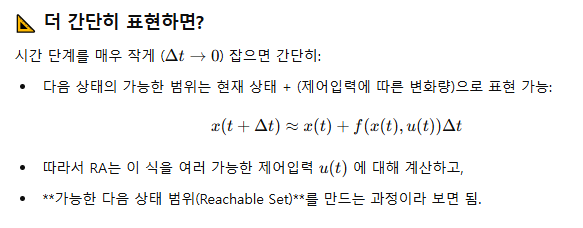 📐 더 간단히 표현하면?
시간 단계를 매우 작게 (Δt → 0) 잡으면 간단히:
• 다음 상태의 가능한 범위는 현재 상태 + (제어입력에 따른 변화량)으로 표현 가능:
x(t + Δt) ≈ x(t) + f(x(t), u(t))Δt
• 따라서 RA는 이 식을 여러 가능한 제어입력 u(t) 에 대해 계산하고,
• **가능한 다음 상태 범위(Reachable Set)**를 만드는 과정이라 보면 됨.